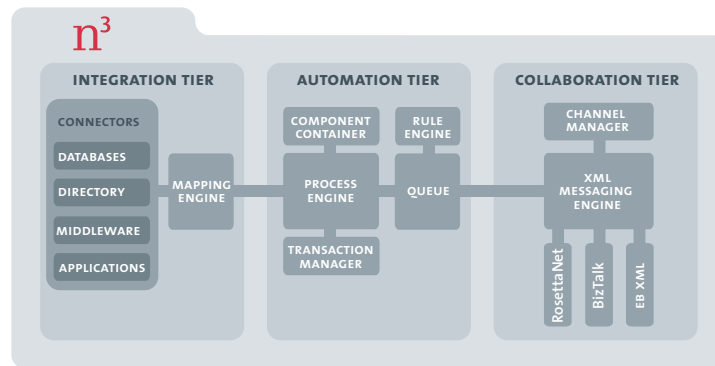 n³
INTEGRATION TIER
CONNECTORS
DATABASES
DIRECTORY
MIDDLEWARE
APPLICATIONS
MAPPING
ENGINE
AUTOMATION TIER
COMPONENT
CONTAINER
RULE
ENGINE
PROCESS
ENGINE
QUEUE
TRANSACTION
MANAGER
COLLABORATION TIER
CHANNEL
MANAGER
XML
MESSAGING
ENGINE
RosettaNet
BizTalk
EB XML